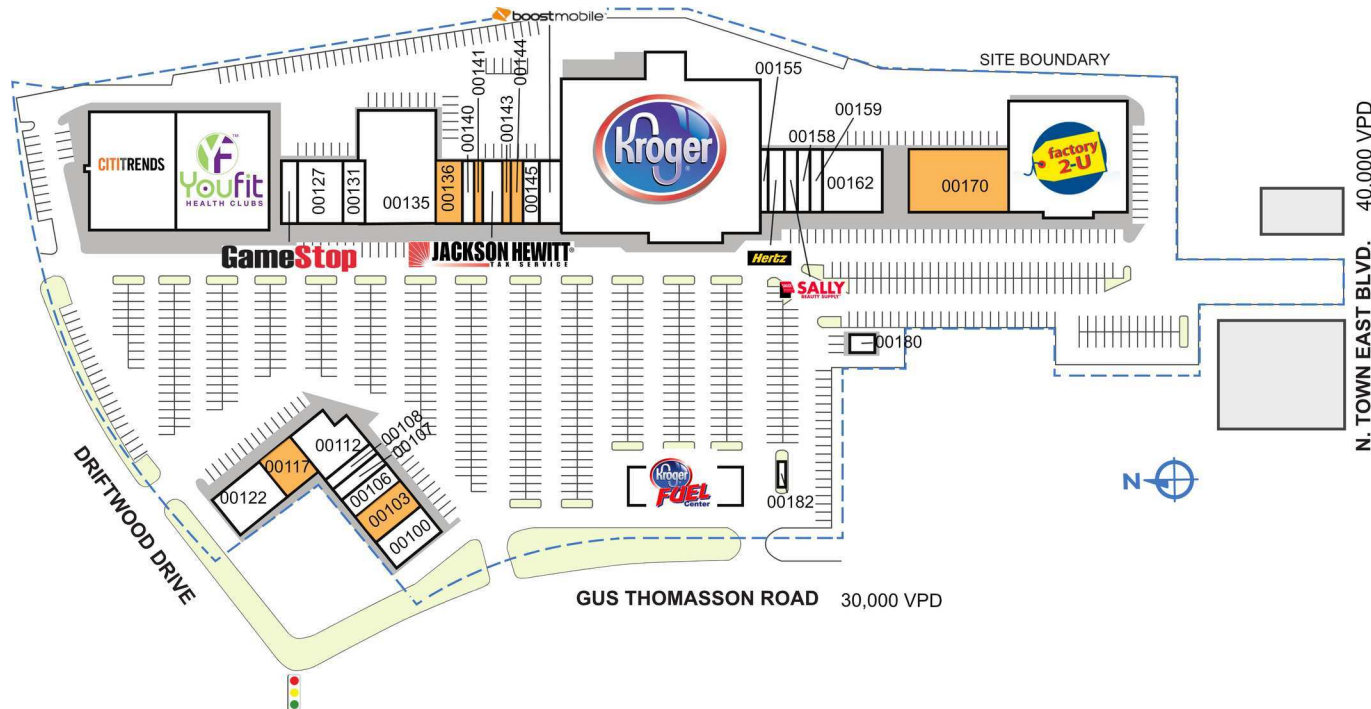 boostmobile
SITE BOUNDARY
00155
00159
00158
00141
00144
00140
00143
CITITRENDS
YF
Youfit
HEALTH CLUBS
00127
00131
00135
00136
00145
Kroger
00162
00170
factory
2-U
GameStop
JACKSON HEWITT
TAX SERVICE
Hertz
SALLY
BEAUTY SUPPLY
00180
N. TOWN EAST BLVD. 40,000 VPD
00108
00107
00112
00117
00122
00106
00103
00100
Kroger
FUEL
Center
00182
N
DRIFTWOOD DRIVE
GUS THOMASSON ROAD 30,000 VPD